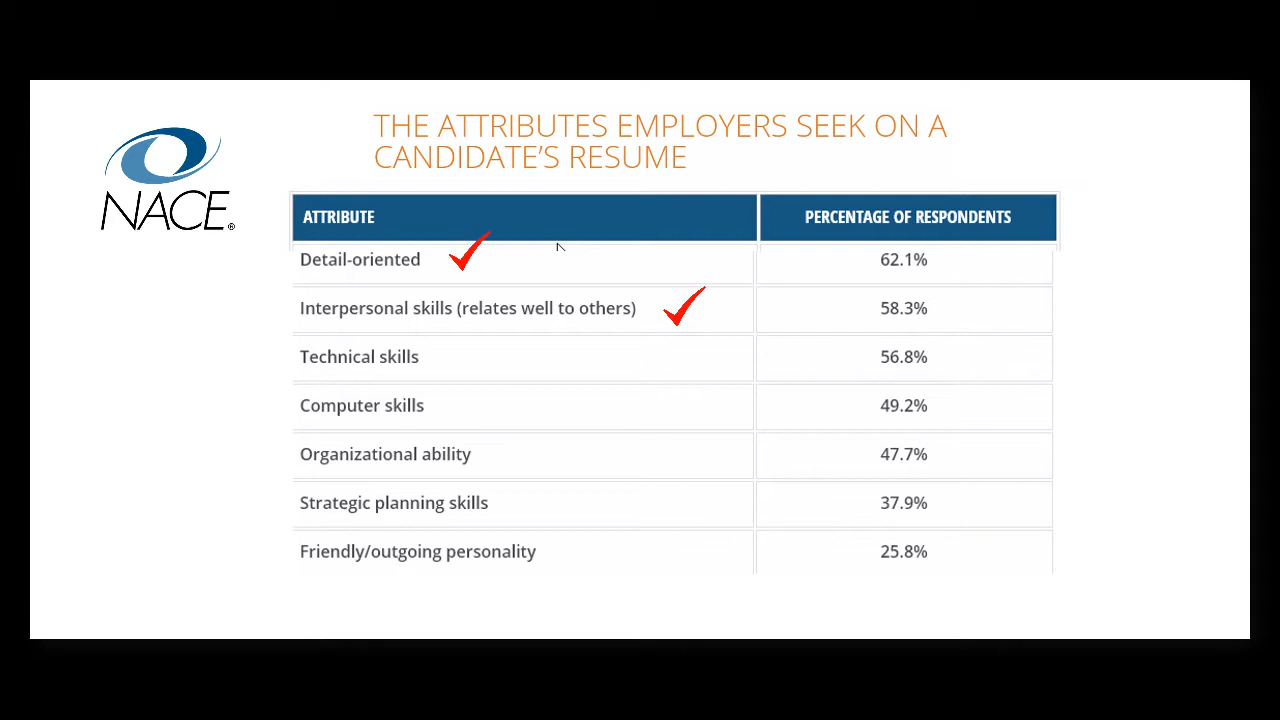 THE ATTRIBUTES EMPLOYERS SEEK ON A
CANDIDATE'S RESUME
NACE®
ATTRIBUTE PERCENTAGE OF RESPONDENTS
Detail-oriented 62.1%
Interpersonal skills (relates well to others) 58.3%
Technical skills 56.8%
Computer skills 49.2%
Organizational ability 47.7%
Strategic planning skills 37.9%
Friendly/outgoing personality 25.8%